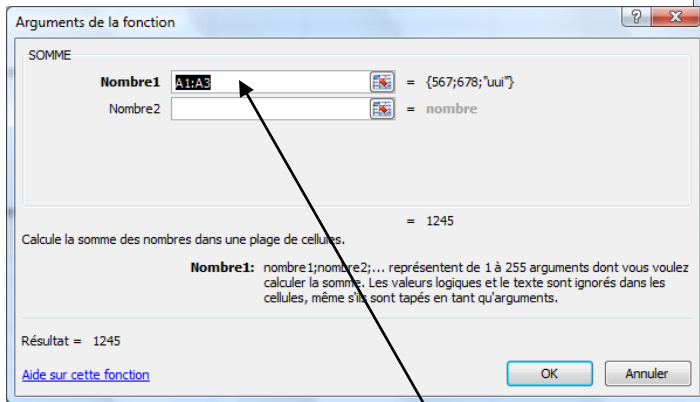 Arguments de la fonction
SOMME
Nombre1 A1:A3 = {567;678;"uui"}
Nombre2 = nombre
= 1245
Calcule la somme des nombres dans une plage de cellules.
Nombre1: nombre1;nombre2;... représentent de 1 à 255 arguments dont vous voulez
calculer la somme. Les valeurs logiques et le texte sont ignorés dans les
cellules, même s'ils sont tapés en tant qu'arguments.
Résultat = 1245
Aide sur cette fonction
OK
Annuler